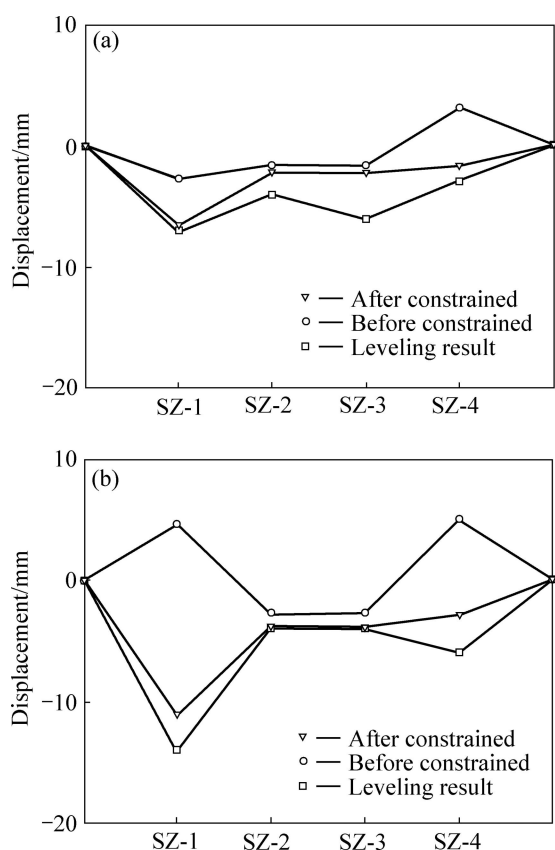 10
(a)
0
Displacement/mm
−10
After constrained
Before constrained
Leveling result
−20
SZ-1 SZ-2 SZ-3 SZ-4
10
(b)
0
Displacement/mm
−10
After constrained
Before constrained
Leveling result
−20
SZ-1 SZ-2 SZ-3 SZ-4